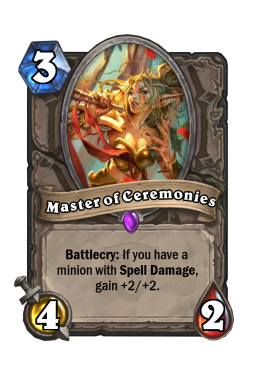 3
Master of Ceremonies
Battlecry: If you have a
minion with Spell Damage,
gain +2/+2.
4
2